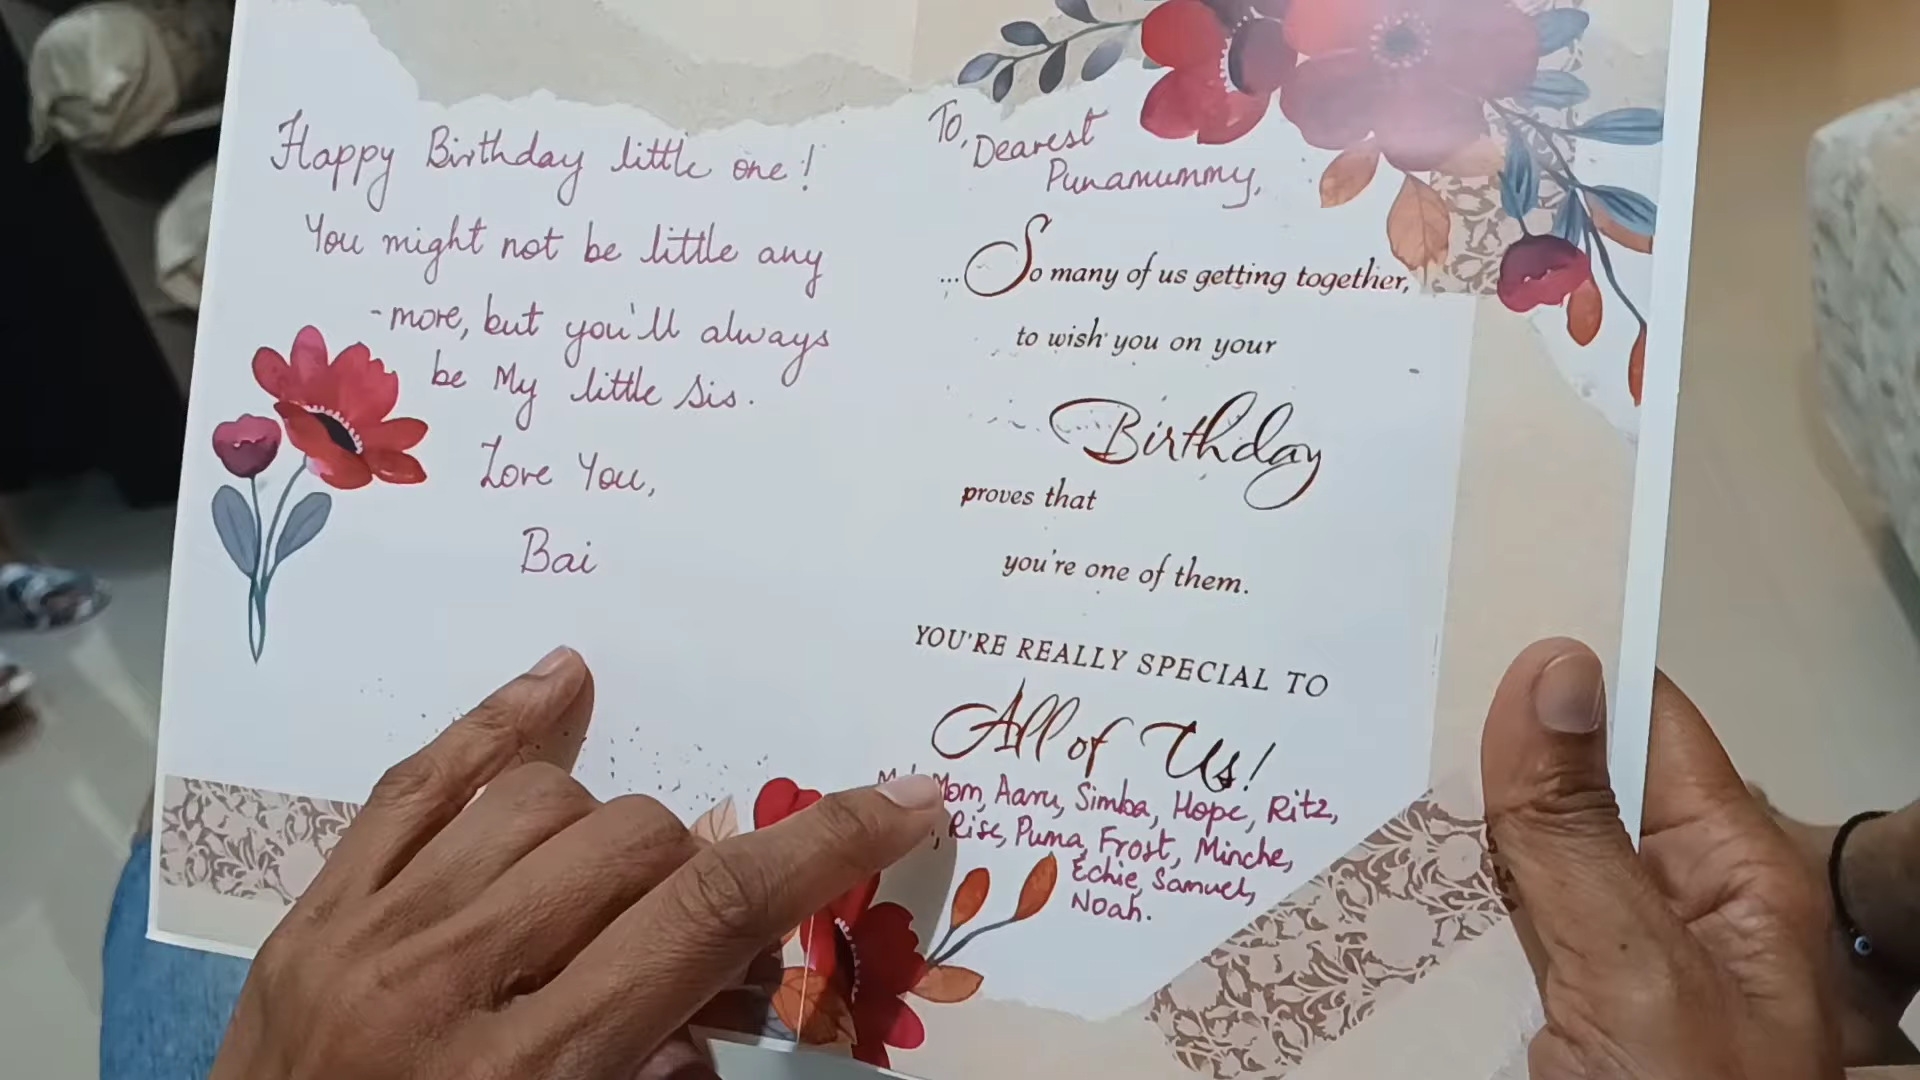 Happy Birthday little one!
You might not be little any
-more, but you'll always
be My little sis.
Love You,
Bai
To, Dearest
Punamummy,
...So many of us getting together,
to wish you on your
Birthday
proves that
you're one of them.
YOU'RE REALLY SPECIAL TO
All of Us!
Mom, Aaru, Simba, Hope, Ritz,
, Rise, Puma, Frost, Minche,
Echie, Samuel,
Noah.